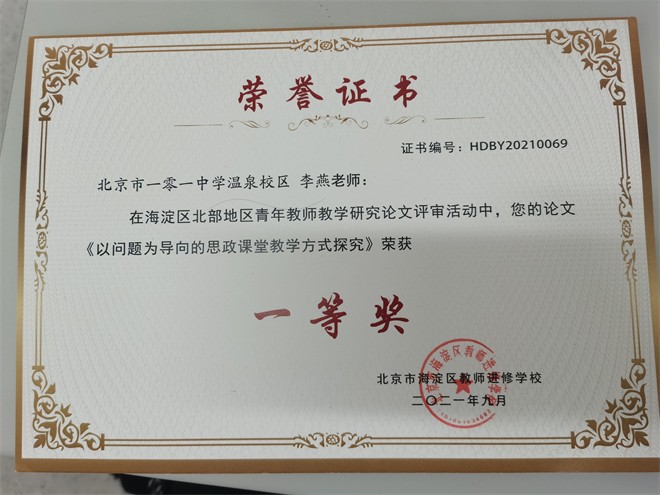 荣誉证书
证书编号：HDBY20210069
北京市一零一中学温泉校区 李燕老师：
在海淀区北部地区青年教师教学研究论文评审活动中，您的论文
《以问题为导向的思政课堂教学方式探究》荣获
一等奖
北京市海淀区教师进修学校
二〇二一年九月